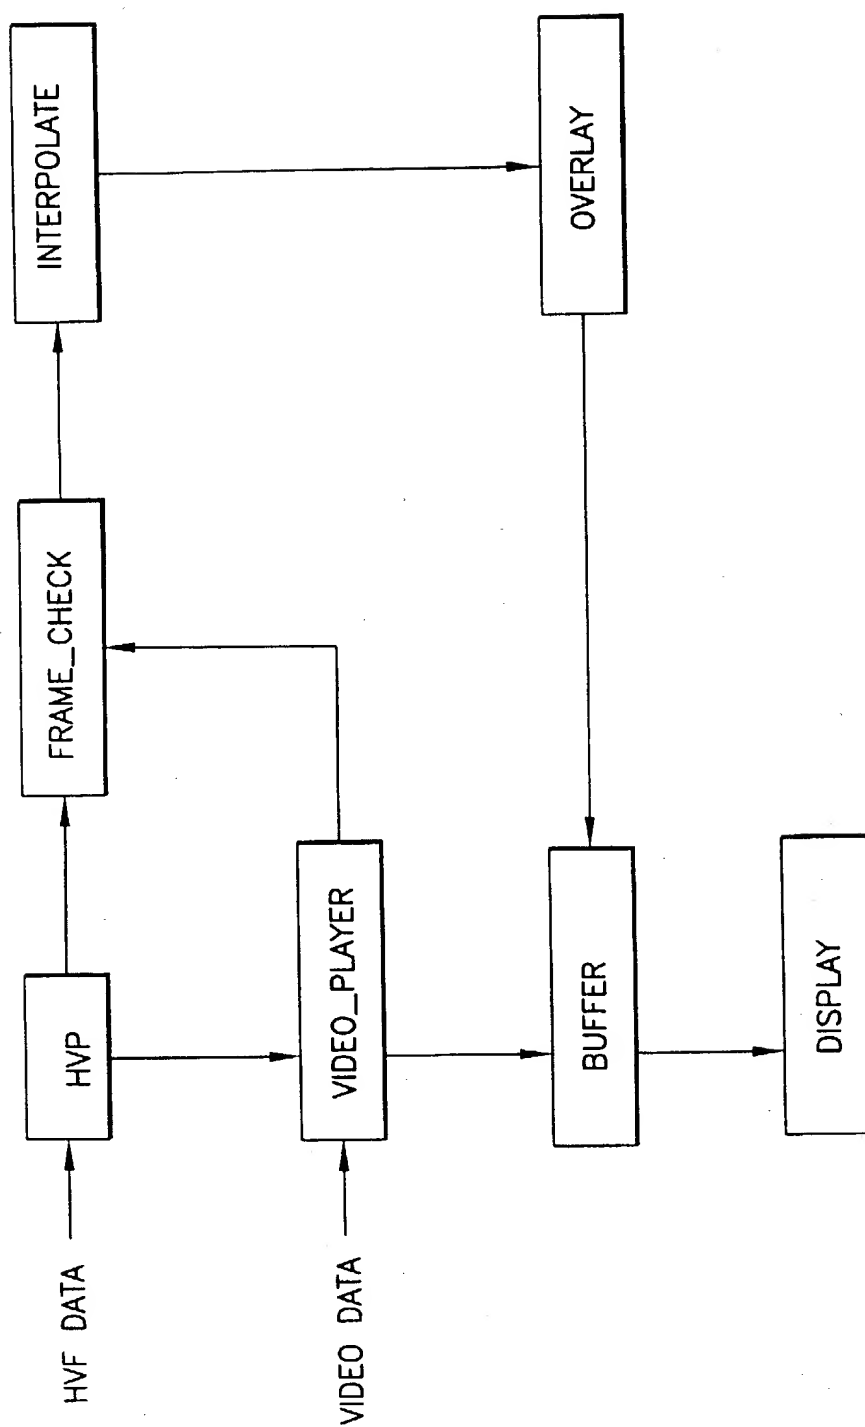 HVF DATA
HVP
FRAME_CHECK
INTERPOLATE
VIDEO DATA
VIDEO_PLAYER
BUFFER
OVERLAY
DISPLAY